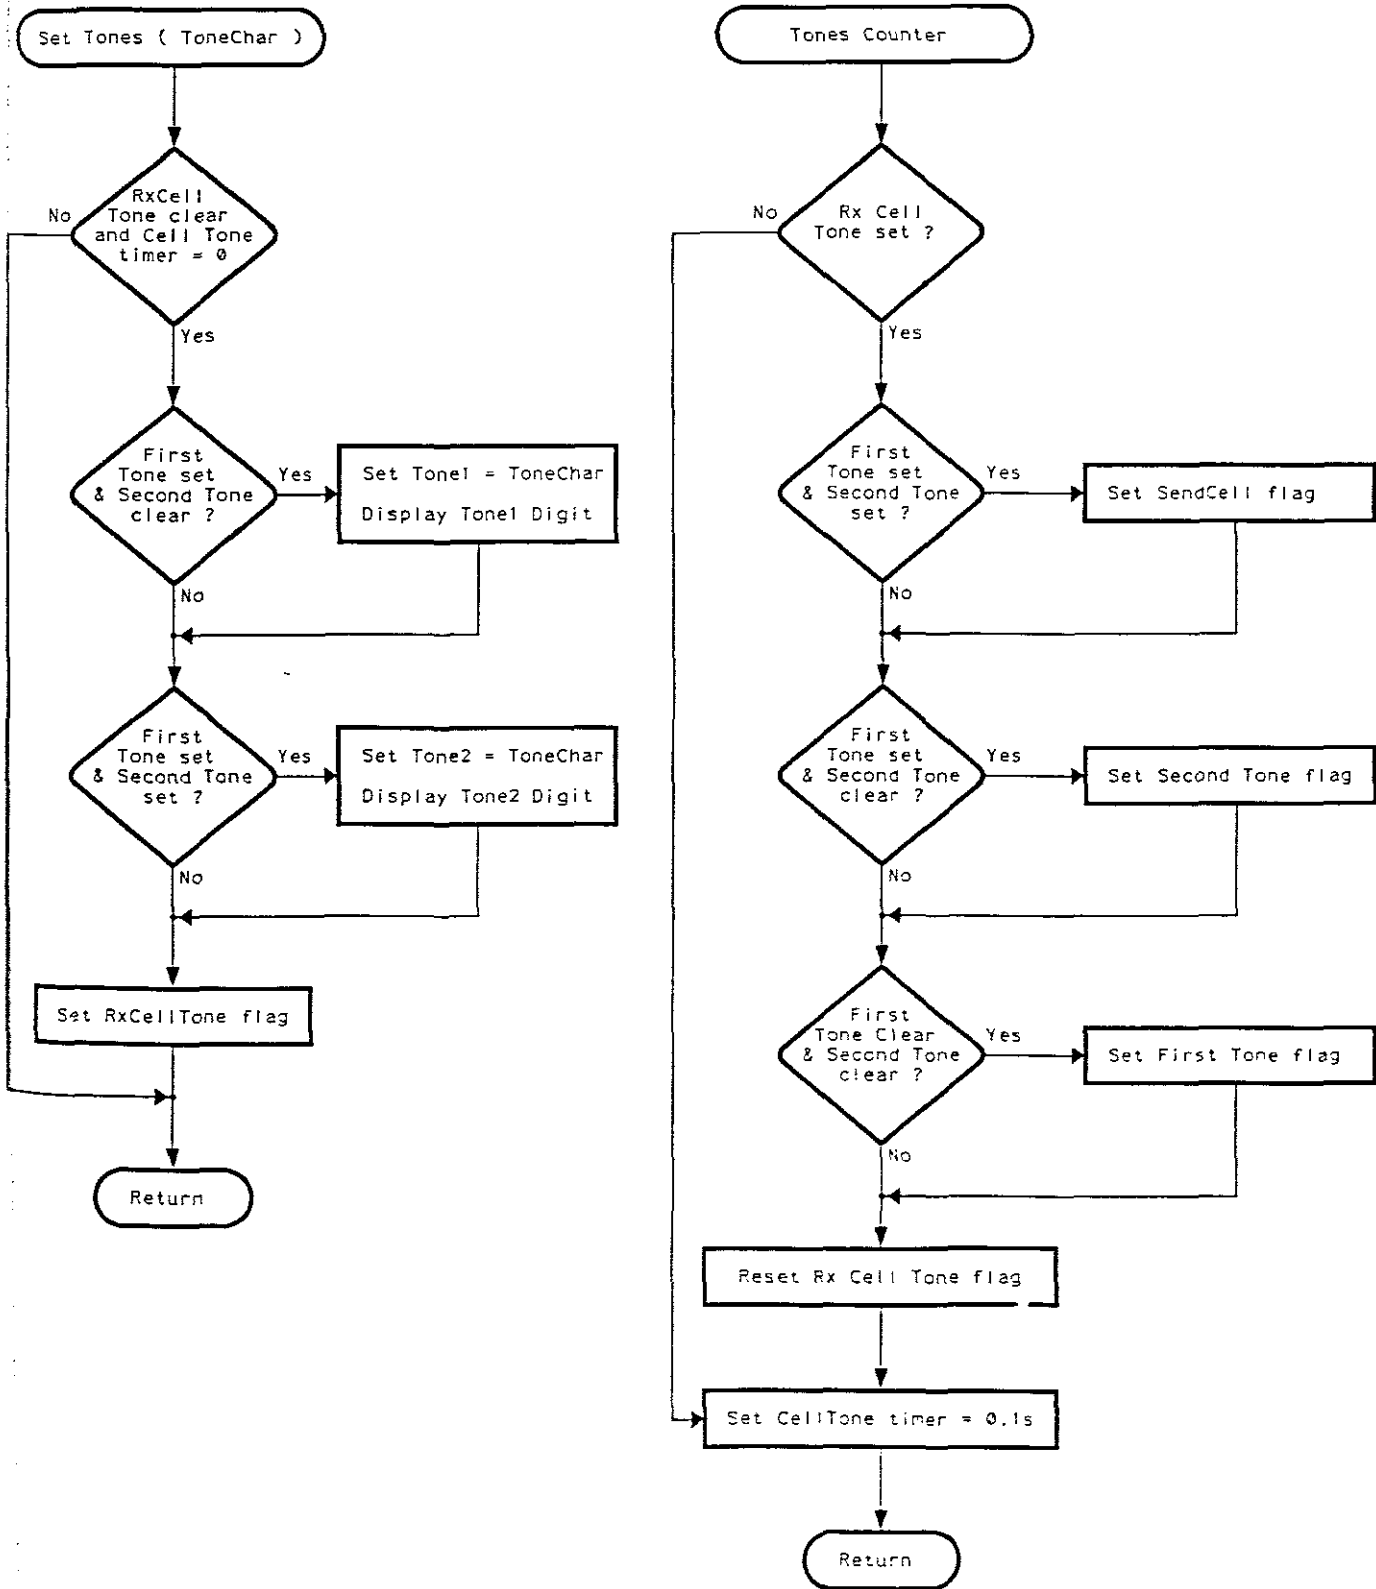 Set Tones ( ToneChar )
RxCell
Tone clear
and Cell Tone
timer = 0
No
Yes
First
Tone set
& Second Tone
clear ?
Yes
Set Tone1 = ToneChar
Display Tone1 Digit
No
First
Tone set
& Second Tone
set ?
Yes
Set Tone2 = ToneChar
Display Tone2 Digit
No
Set RxCellTone flag
Return
Tones Counter
Rx Cell
Tone set ?
No
Yes
First
Tone set
& Second Tone
set ?
Yes
Set SendCell flag
No
First
Tone set
& Second Tone
clear ?
Yes
Set Second Tone flag
No
First
Tone Clear
& Second Tone
clear ?
Yes
Set First Tone flag
No
Reset Rx Cell Tone flag
Set CellTone timer = 0.1s
Return